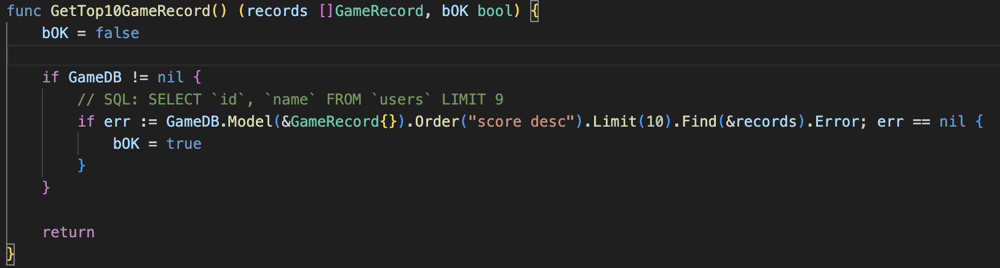 func GetTop10GameRecord() (records []GameRecord, bOK bool) {
    bOK = false

    if GameDB != nil {
        // SQL: SELECT `id`, `name` FROM `users` LIMIT 9
        if err := GameDB.Model(&GameRecord{}).Order("score desc").Limit(10).Find(&records).Error; err == nil {
            bOK = true
        }
    }

    return
}